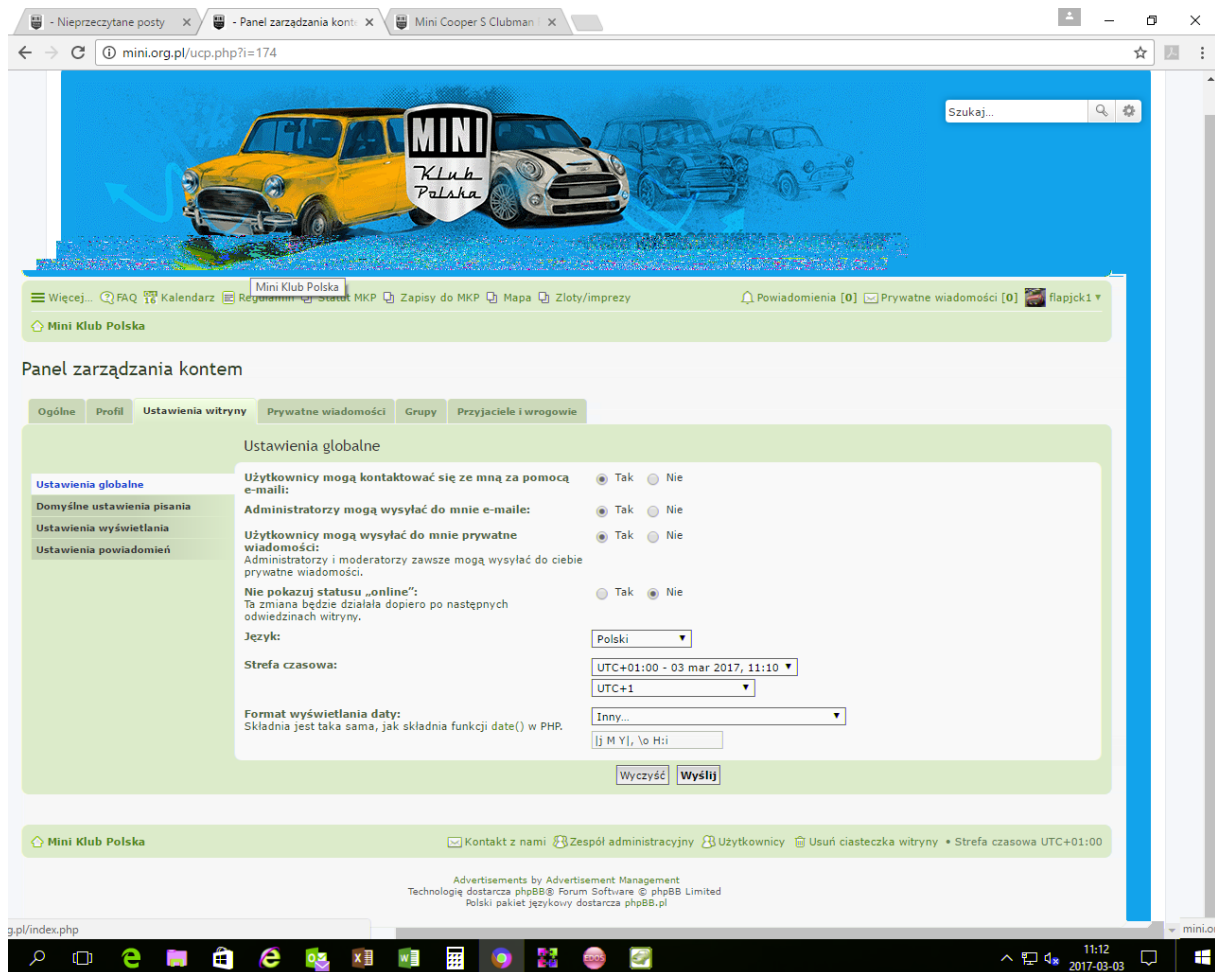 - Nieprzeczytane posty
- Panel zarządzania konte
Mini Cooper S Clubman
mini.org.pl/ucp.php?i=174
MINI
Klub
Polska
Szukaj...
Więcej... FAQ Kalendarz Regulamin Statut MKP Zapisy do MKP Mapa Zloty/imprezy Powiadomienia [0] Prywatne wiadomości [0] flapjck1
Mini Klub Polska
Mini Klub Polska
Panel zarządzania kontem
Ogólne Profil Ustawienia witryny Prywatne wiadomości Grupy Przyjaciele i wrogowie
Ustawienia globalne
Ustawienia globalne
Domyślne ustawienia pisania
Ustawienia wyświetlania
Ustawienia powiadomień
Użytkownicy mogą kontaktować się ze mną za pomocą
e-maili:
Tak Nie
Administratorzy mogą wysyłać do mnie e-maile:
Tak Nie
Użytkownicy mogą wysyłać do mnie prywatne
wiadomości:
Tak Nie
Administratorzy i moderatorzy zawsze mogą wysyłać do ciebie
prywatne wiadomości.
Nie pokazuj statusu „online”:
Tak Nie
Ta zmiana będzie działała dopiero po następnych
odwiedzinach witryny.
Język:
Polski
Strefa czasowa:
UTC+01:00 - 03 mar 2017, 11:10
UTC+1
Format wyświetlania daty:
Inny...
Składnia jest taka sama, jak składnia funkcji date() w PHP.
|j M Y|, \o H:i
Wyczyść Wyślij
Mini Klub Polska
Kontakt z nami Zespół administracyjny Użytkownicy Usuń ciasteczka witryny • Strefa czasowa UTC+01:00
Advertisements by Advertisement Management
Technologię dostarcza phpBB® Forum Software © phpBB Limited
Polski pakiet językowy dostarcza phpBB.pl
g.pl/index.php
mini.o
11:12
2017-03-03